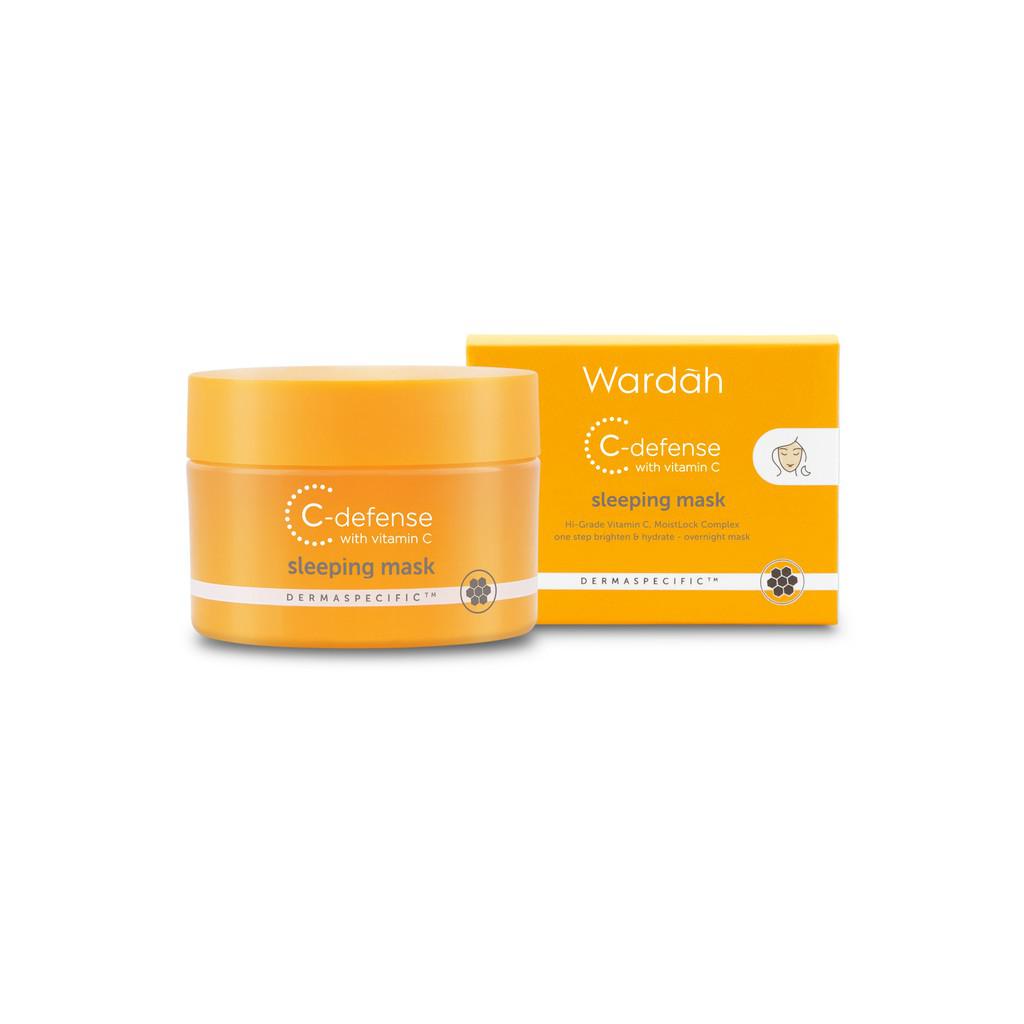 C-defense
with vitamin C
sleeping mask
DERMASPECIFIC™
Wardāh
C-defense
with vitamin C
sleeping mask
Hi-Grade Vitamin C, MoistLock Complex
one step brighten & hydrate - overnight mask
DERMASPECIFIC™